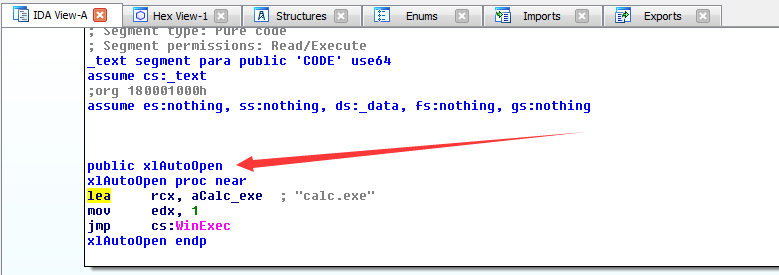 IDA View-A Hex View-1 Structures Enums Imports Exports
; Segment type: Pure code
; Segment permissions: Read/Execute
_text segment para public 'CODE' use64
assume cs:_text
;org 180001000h
assume es:nothing, ss:nothing, ds:_data, fs:nothing, gs:nothing
public xlAutoOpen
xlAutoOpen proc near
lea rcx, aCalc_exe ; "calc.exe"
mov edx, 1
jmp cs:WinExec
xlAutoOpen endp